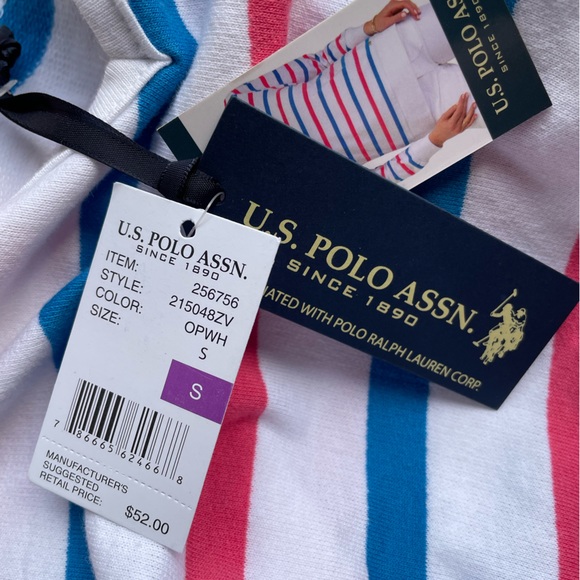 U.S. POLO ASSN
SINCE 1890
U.S. POLO ASSN.
SINCE 1890
IATED WITH POLO RALPH LAUREN CORP.
U.S. POLO ASSN.
SINCE 1890
ITEM: 256756
STYLE: 215048ZV
COLOR: OPWH
SIZE: S
S
7 86665 62466 8
MANUFACTURER'S
SUGGESTED
RETAIL PRICE: $52.00